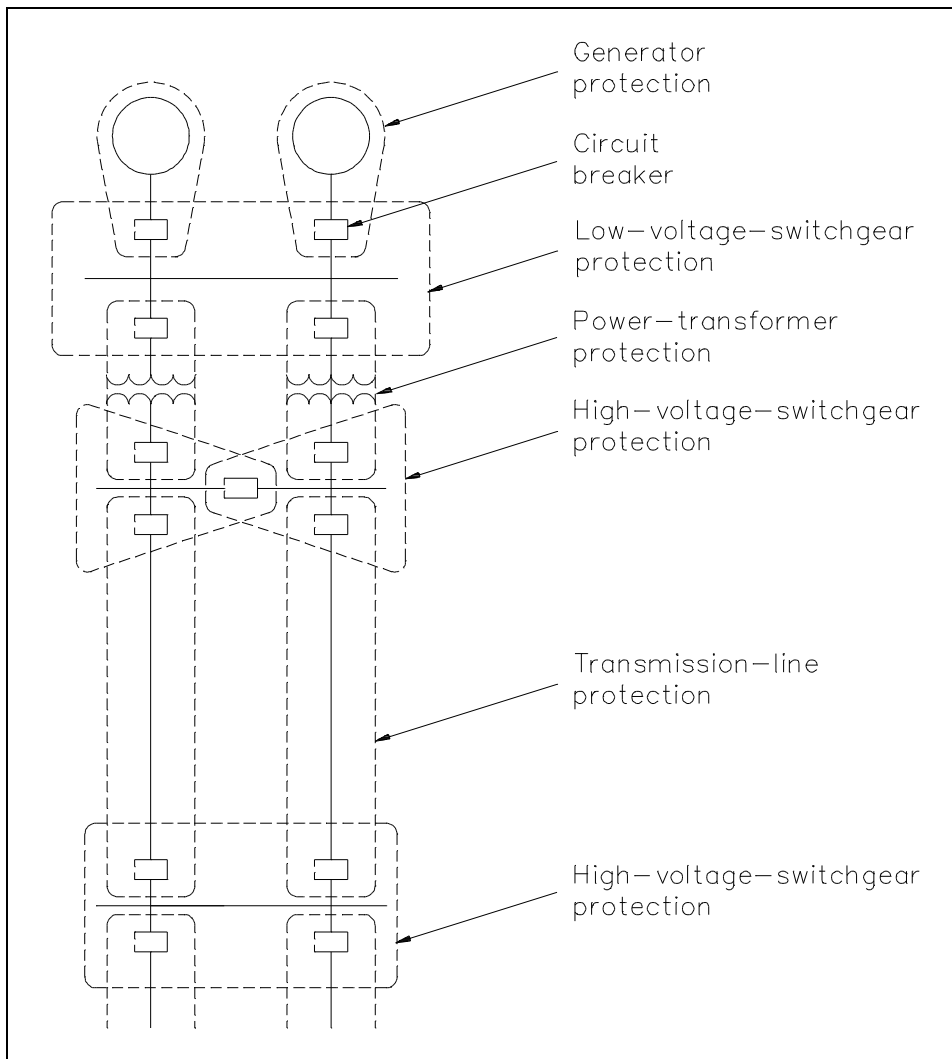 Generator
protection
Circuit
breaker
Low-voltage-switchgear
protection
Power-transformer
protection
High-voltage-switchgear
protection
Transmission-line
protection
High-voltage-switchgear
protection